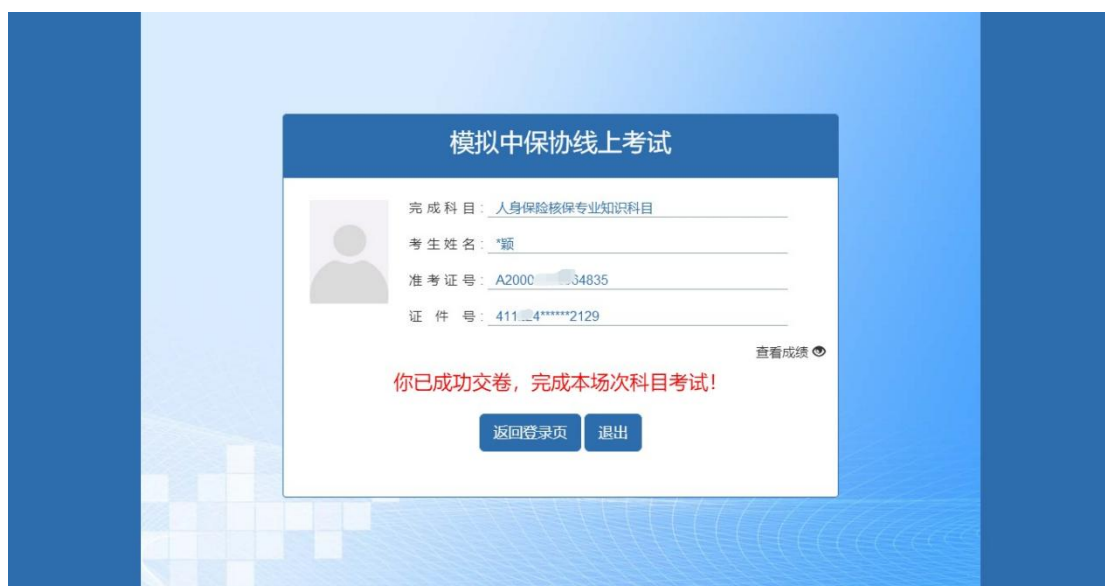 模拟中保协线上考试
完成科目: 人身保险核保专业知识科目
考生姓名: *颖
准考证号: A2000 64835
证 件 号: 411 4******2129
查看成绩
你已成功交卷，完成本场次科目考试！
返回登录页 退出